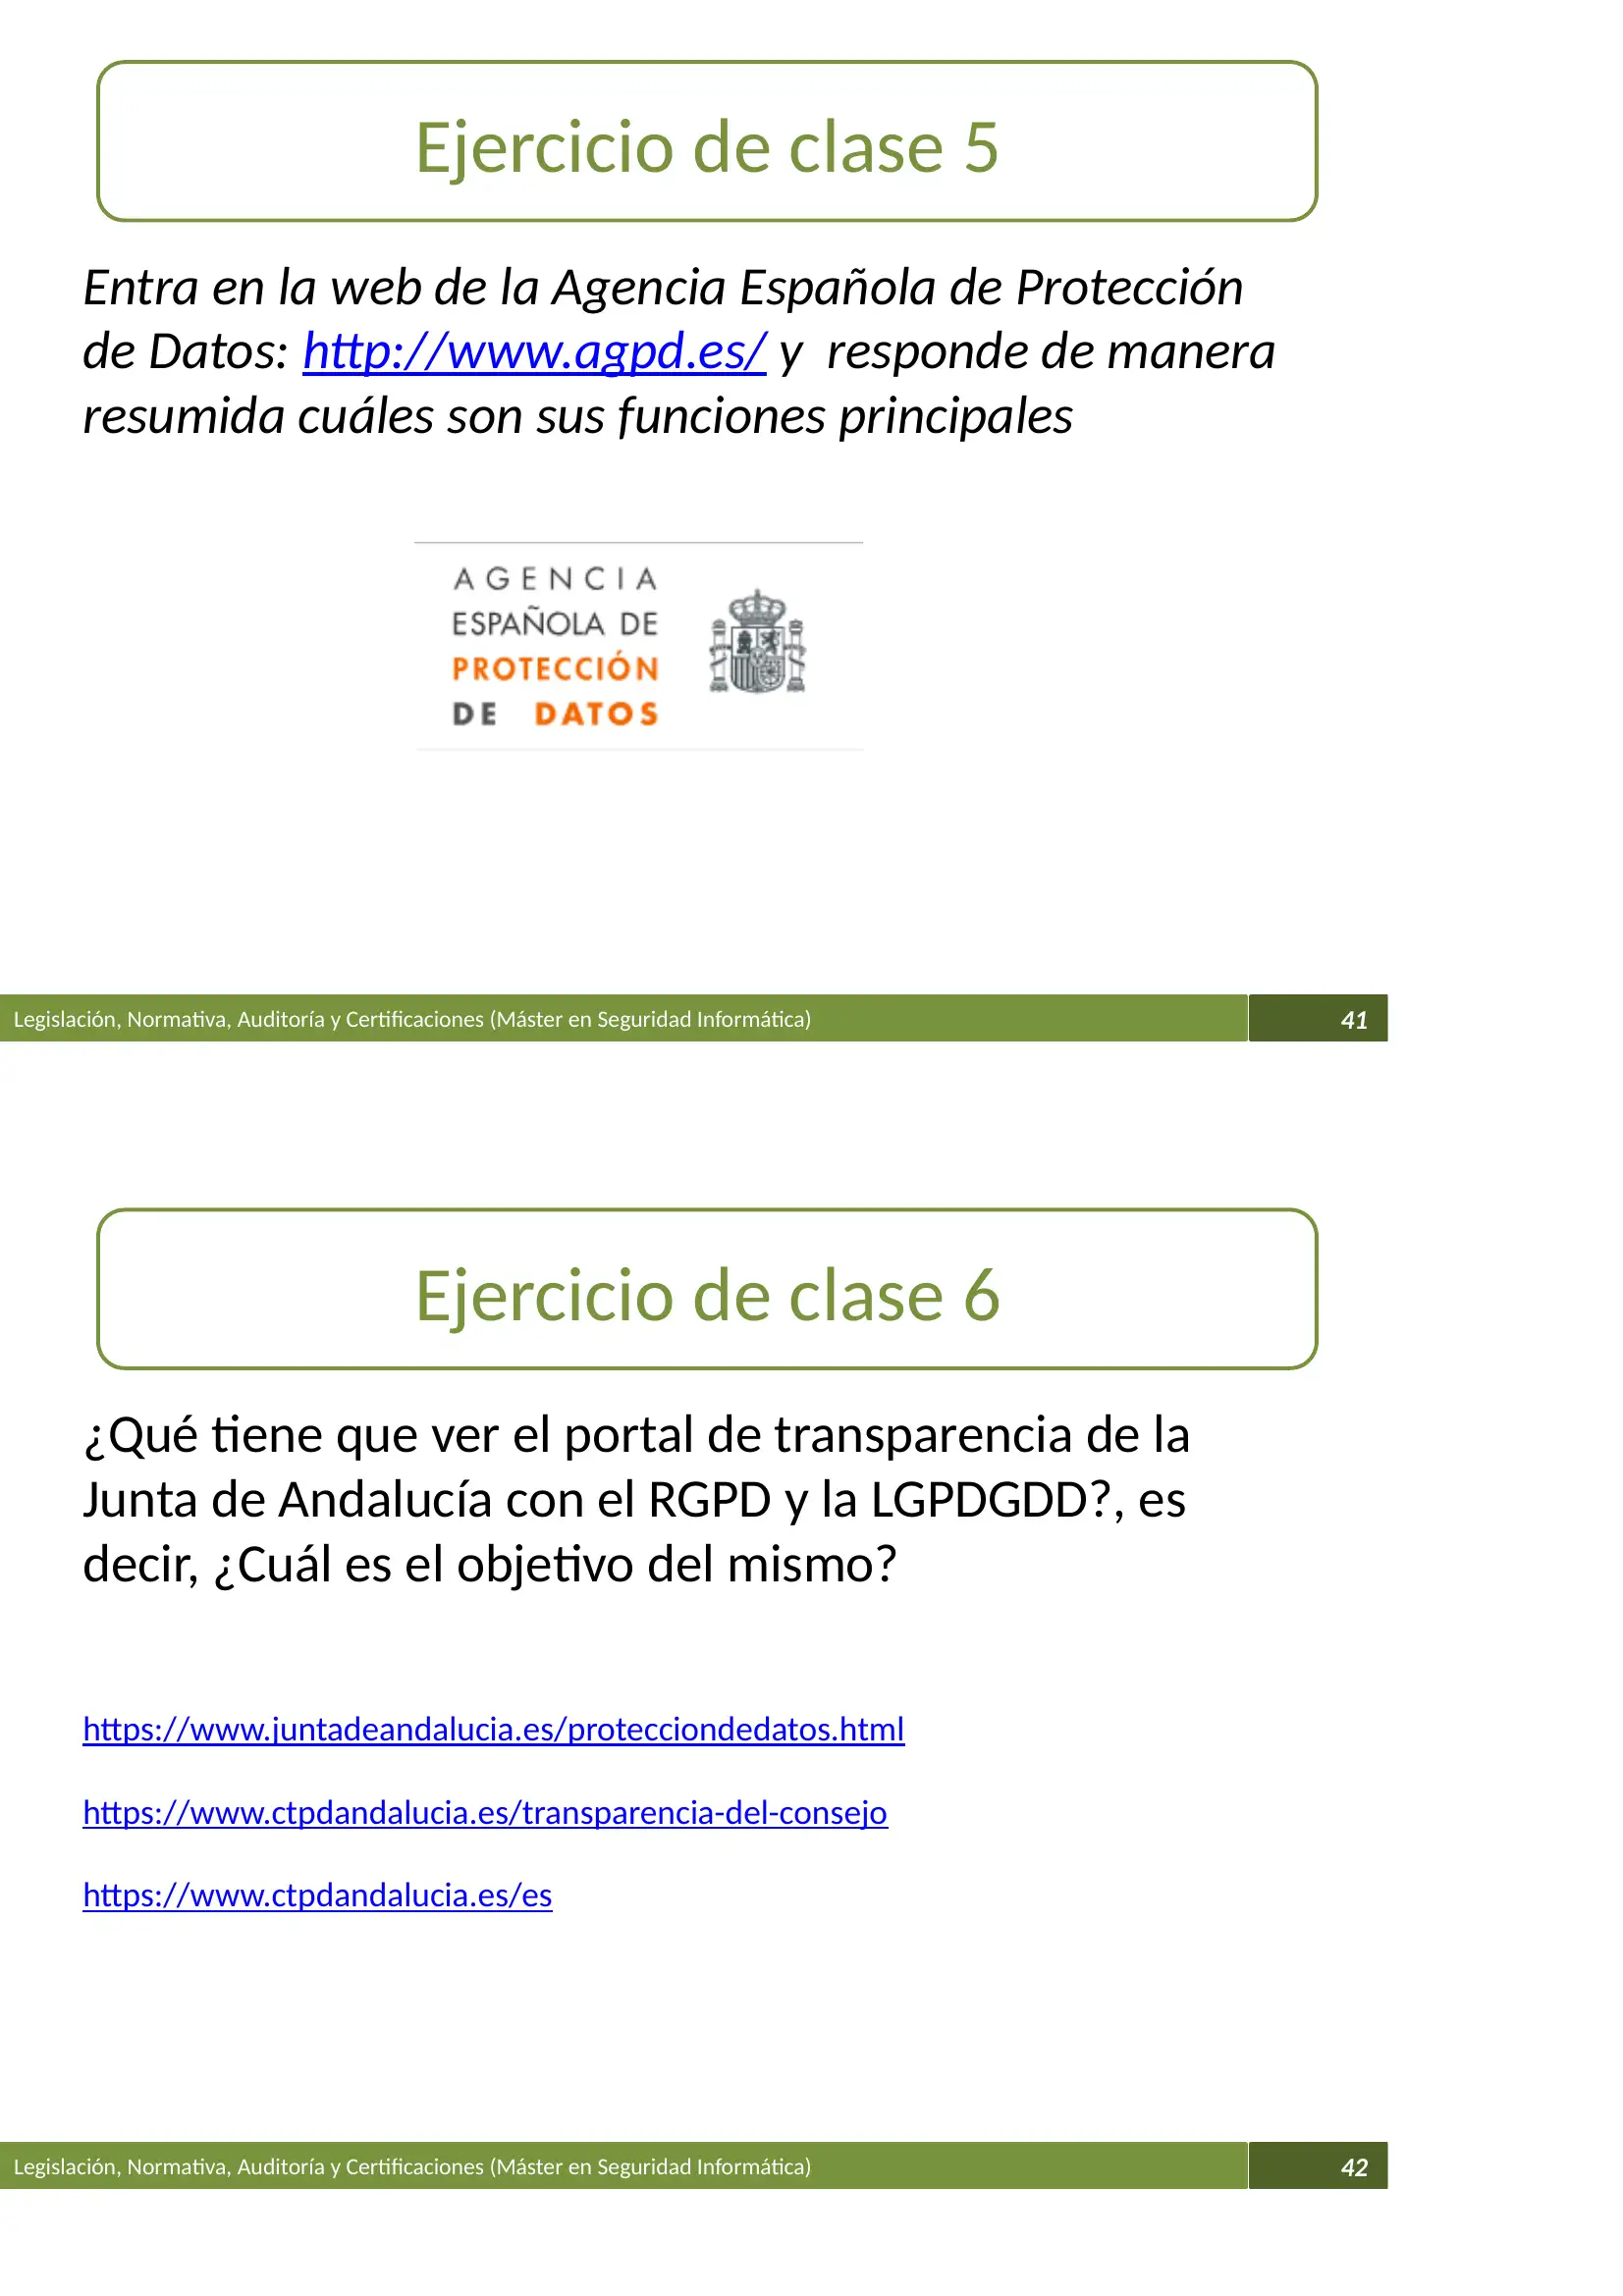 Ejercicio de clase 5
Entra en la web de la Agencia Española de Protección
de Datos: http://www.agpd.es/ y  responde de manera
resumida cuáles son sus funciones principales
AGENCIA
ESPAÑOLA DE
PROTECCIÓN
DE DATOS
Legislación, Normativa, Auditoría y Certificaciones (Máster en Seguridad Informática)
41
Ejercicio de clase 6
¿Qué tiene que ver el portal de transparencia de la
Junta de Andalucía con el RGPD y la LGPDGDD?, es
decir, ¿Cuál es el objetivo del mismo?
https://www.juntadeandalucia.es/protecciondedatos.html
https://www.ctpdandalucia.es/transparencia-del-consejo
https://www.ctpdandalucia.es/es
Legislación, Normativa, Auditoría y Certificaciones (Máster en Seguridad Informática)
42